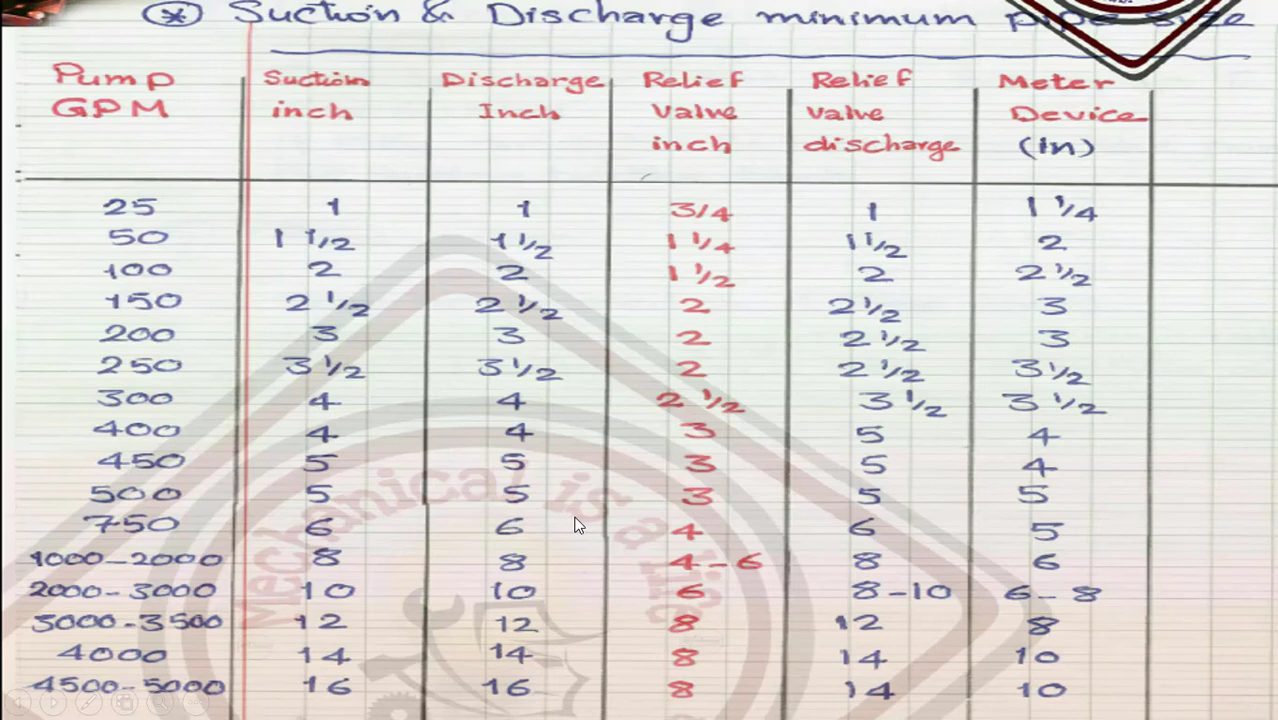 * Suction & Discharge minimum pipe size
Pump GPM Suction inch Discharge Inch Relief Valve inch Relief Valve discharge Meter Device (in)
25 1 1 3/4 1 1 1/4
50 1 1/2 1 1/2 1 1/4 1 1/2 2
100 2 2 1 1/2 2 2 1/2
150 2 1/2 2 1/2 2 2 1/2 3
200 3 3 2 2 1/2 3
250 3 1/2 3 1/2 2 2 1/2 3 1/2
300 4 4 2 1/2 3 1/2 3 1/2
400 4 4 3 5 4
450 5 5 3 5 4
500 5 5 3 5 5
750 6 6 4 6 5
1000-2000 8 8 4-6 8 6
2000-3000 10 10 6 8-10 6-8
3000-3500 12 12 8 12 8
4000 14 14 8 14 10
4500-5000 16 16 8 14 10
Mechanical is a life